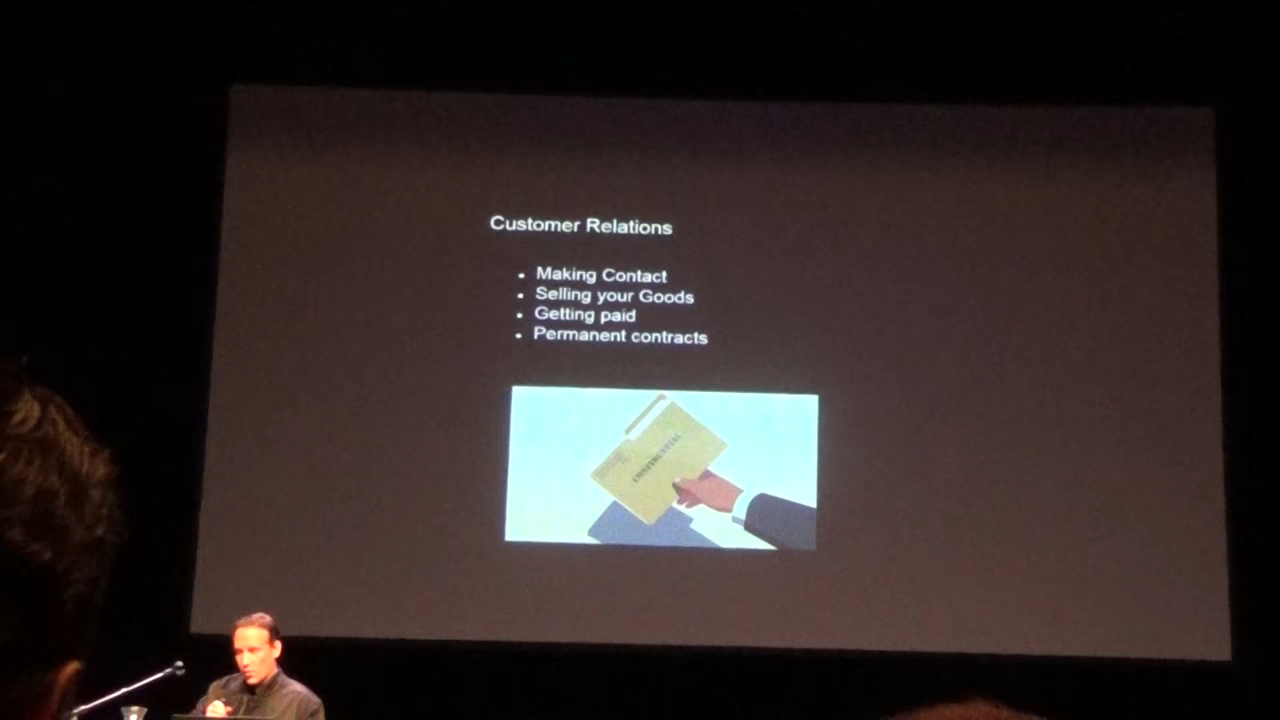 Customer Relations
• Making Contact
• Selling your Goods
• Getting paid
• Permanent contracts
CONFIDENTIAL